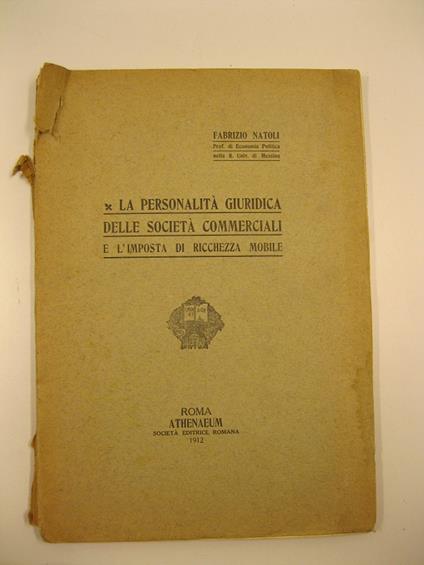 FABRIZIO NATOLI
Prof. di Economia Politica
nella R. Univ. di Messina
LA PERSONALITÀ GIURIDICA
DELLE SOCIETÀ COMMERCIALI
E L'IMPOSTA DI RICCHEZZA MOBILE
ROMA
ATHENAEUM
SOCIETÀ EDITRICE ROMANA
1912